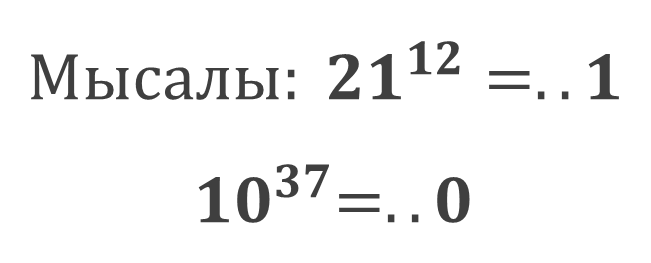 Мысалы: 21¹² =. . 1
10³⁷=. . 0